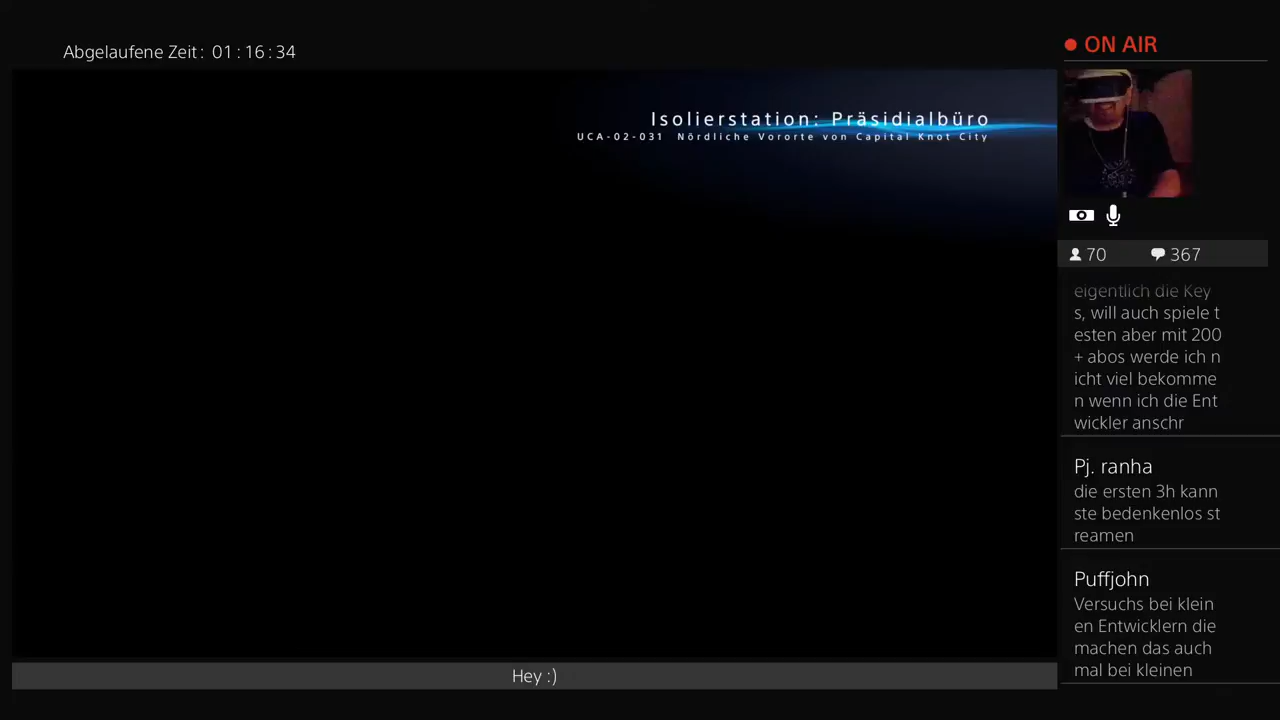 Abgelaufene Zeit: 01:16:34
ON AIR
Isolierstation: Präsidialbüro
UCA-02-031 Nördliche Vororte von Capital Knot City
70 367
eigentlich die Key
s, will auch spiele t
esten aber mit 200
+ abos werde ich n
icht viel bekomme
n wenn ich die Ent
wickler anschr
Pj. ranha
die ersten 3h kann
ste bedenkenlos st
reamen
Puffjohn
Versuchs bei klein
en Entwicklern die
machen das auch
mal bei kleinen
Hey :)